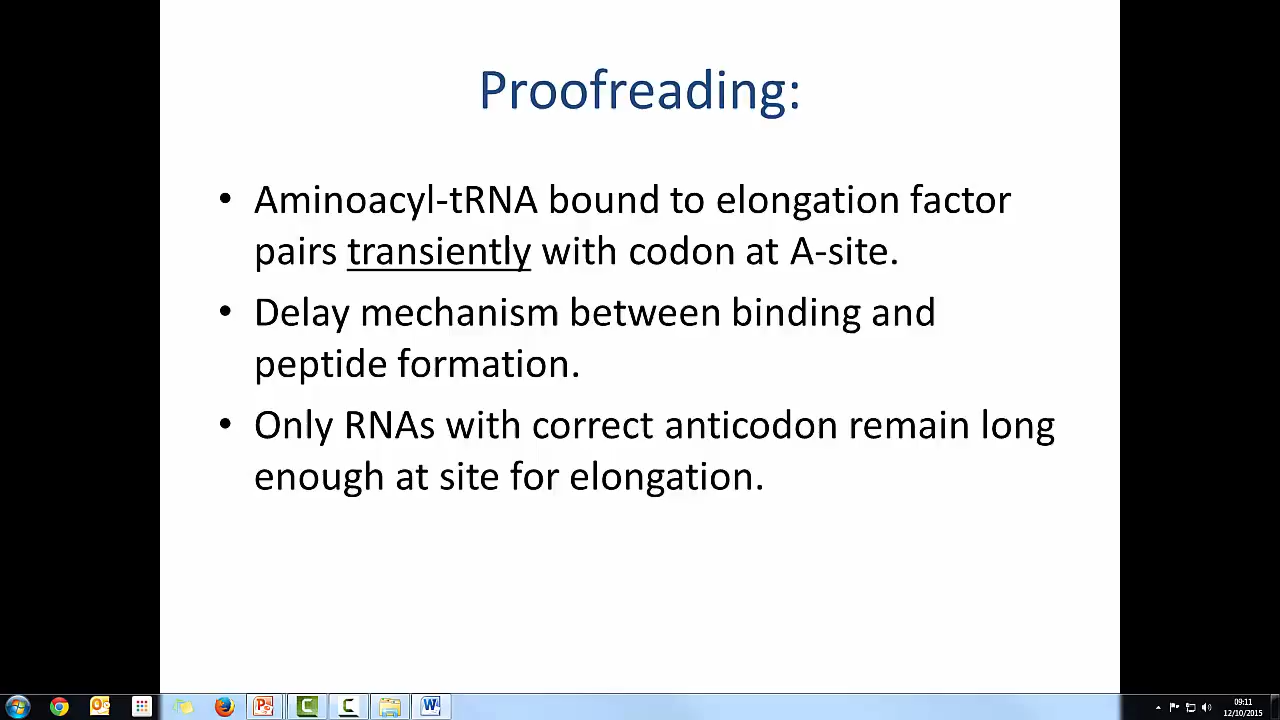 Proofreading:
• Aminoacyl-tRNA bound to elongation factor
pairs transiently with codon at A-site.
• Delay mechanism between binding and
peptide formation.
• Only RNAs with correct anticodon remain long
enough at site for elongation.
09:11
12/10/2015